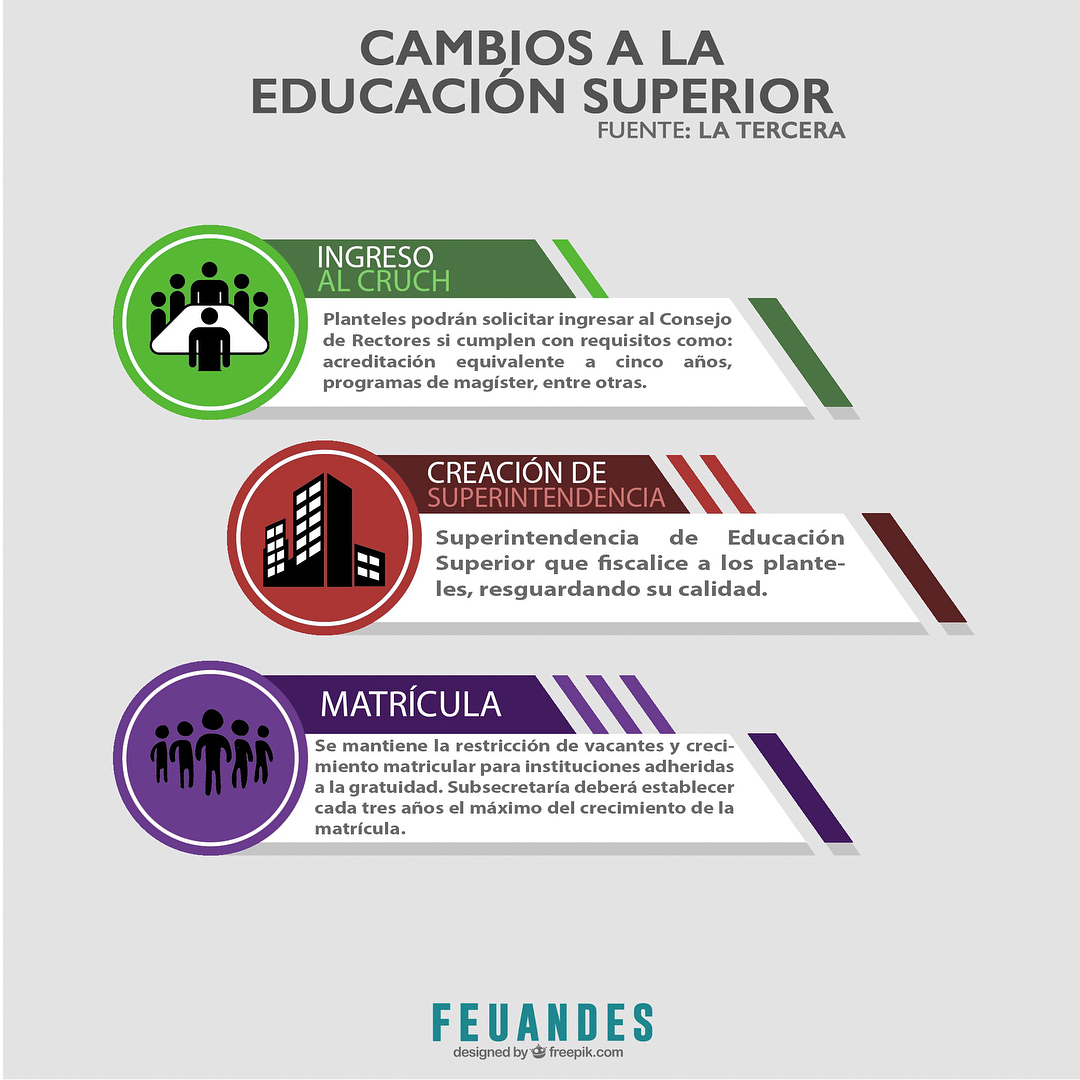 CAMBIOS A LA
EDUCACIÓN SUPERIOR
FUENTE: LA TERCERA
INGRESO
AL CRUCH
Planteles podrán solicitar ingresar al Consejo
de Rectores si cumplen con requisitos como:
acreditación equivalente a cinco años,
programas de magíster, entre otras.
CREACIÓN DE
SUPERINTENDENCIA
Superintendencia de Educación
Superior que fiscalice a los plante-
les, resguardando su calidad.
MATRÍCULA
Se mantiene la restricción de vacantes y creci-
miento matricular para instituciones adheridas
a la gratuidad. Subsecretaría deberá establecer
cada tres años el máximo del crecimiento de la
matrícula.
FEUANDES
designed by freepik.com